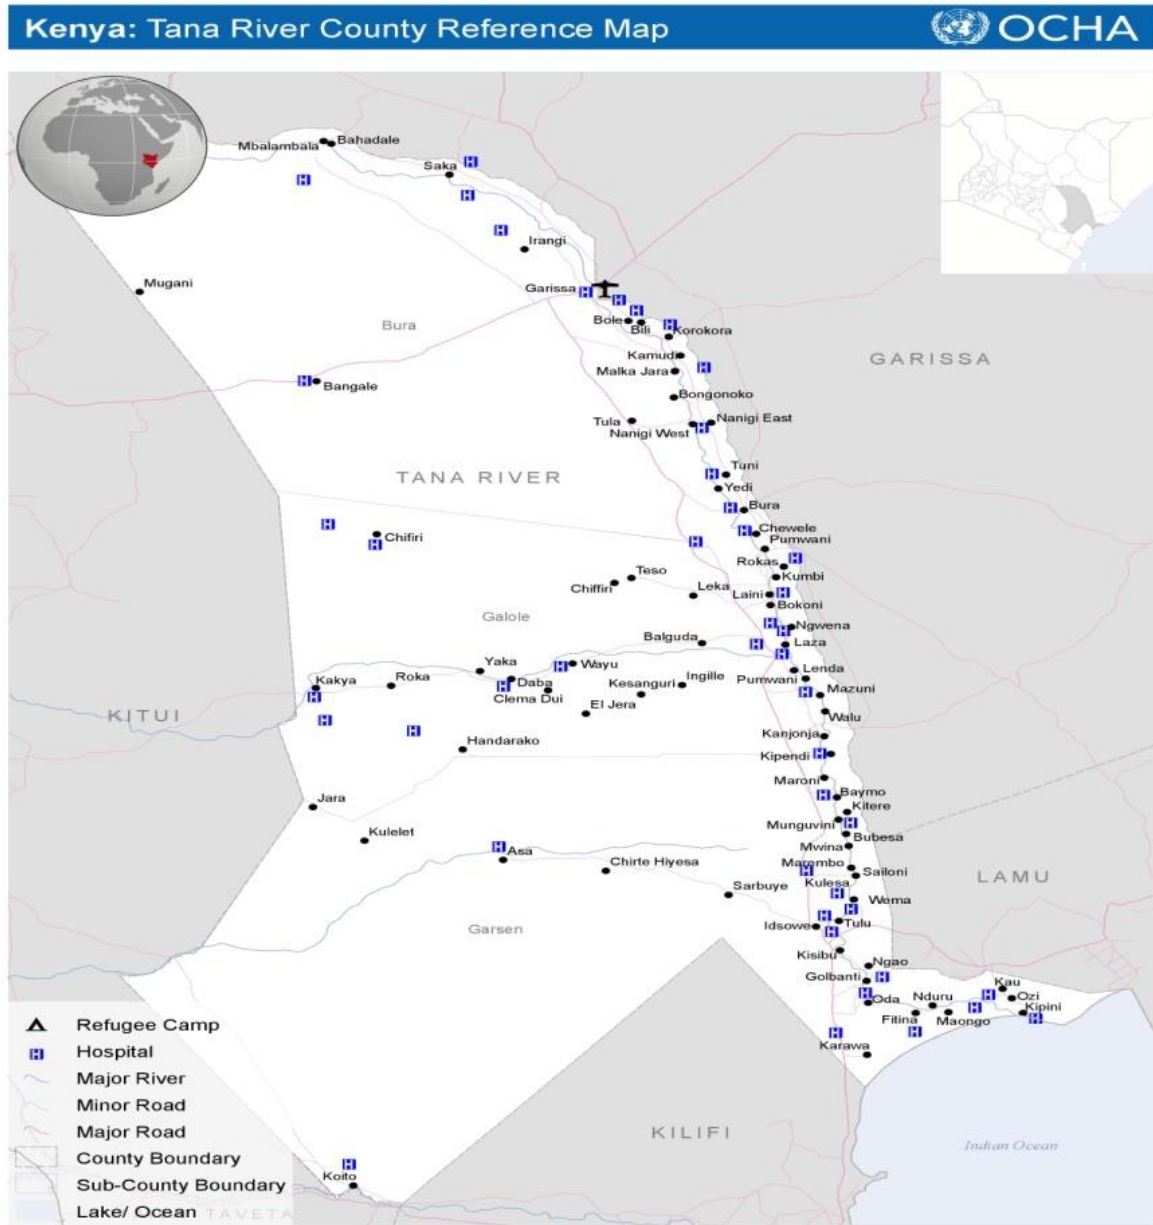 Kenya: Tana River County Reference Map
OCHA
Mbalambala
Bahadale
Saka
Irangi
Mugani
Garissa
Bura
Bole
Bili
Korokora
Kamudi
GARISSA
Malka Jara
Bangale
Bongonoko
Tula
Nanigi East
Nanigi West
TANA RIVER
Tuni
Yedi
Bura
Chifiri
Chewele
Pumwani
Rokas
Teso
Kumbi
Chiffiri
Leka
Laini
Bokoni
Galole
Ngwena
Balguda
Laza
Yaka
Wayu
Lenda
Kakya
Roka
Daba
Kesanguri
Ingille
Pumwani
Clema Dui
Mazuni
El Jera
KITUI
Walu
Kanjonja
Handarako
Kipendi
Maroni
Jara
Baymo
Kitere
Munguvini
Kulelet
Bubesa
Mwina
Asa
Chirte Hiyesa
Marembo
Sailoni
LAMU
Kulesa
Sarbuye
Wema
Garsen
Idsowe
Tulu
Kisibu
Ngao
Golbanti
Kau
Oda
Nduru
Ozi
Fitina
Maongo
Kipini
Karawa
KILIFI
Indian Ocean
Koito
TAVETA
Refugee Camp
H Hospital
Major River
Minor Road
Major Road
County Boundary
Sub-County Boundary
Lake/ Ocean